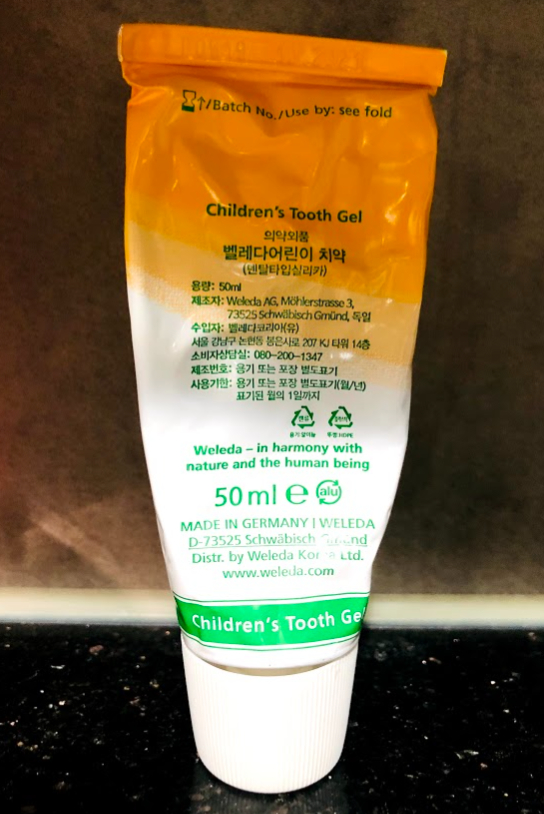 /Batch No./Use by: see fold
Children's Tooth Gel
의약외품
벨레다어린이 치약
(덴탈타입실리카)
용량: 50ml
제조자: Weleda AG, Möhlerstrasse 3,
73525 Schwäbisch Gmünd, 독일
수입자: 벨레다코리아(유)
서울 강남구 논현동 봉은사로 207 KJ 타워 14층
소비자상담실: 080-200-1347
제조번호: 용기 또는 포장 별도표기
사용기한: 용기 또는 포장 별도표기(월/년)
표기된 월의 1일까지
Weleda – in harmony with
nature and the human being
50 ml e alu
MADE IN GERMANY | WELEDA
D-73525 Schwäbisch Gmünd
Distr. by Weleda Korea Ltd.
www.weleda.com
Children's Tooth Gel